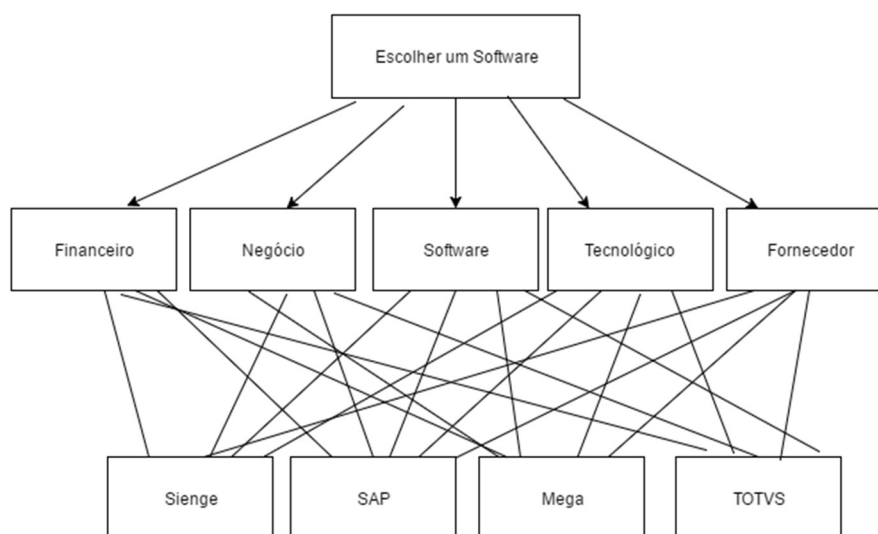 Escolher um Software
Financeiro
Negócio
Software
Tecnológico
Fornecedor
Sienge
SAP
Mega
TOTVS